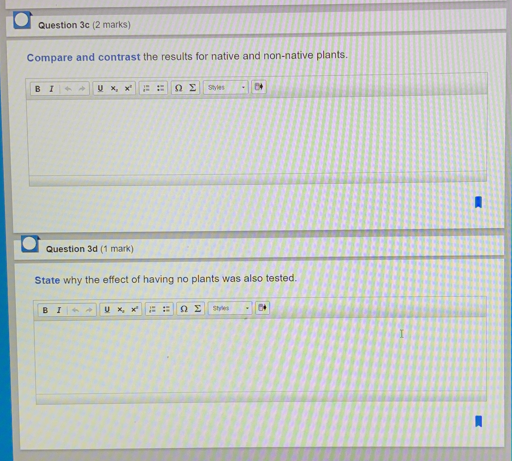 Question 3c (2 marks)
Compare and contrast the results for native and non-native plants.
B I U x₂ x² Ω Σ Styles
Question 3d (1 mark)
State why the effect of having no plants was also tested.
B I U x₂ x² Ω Σ Styles